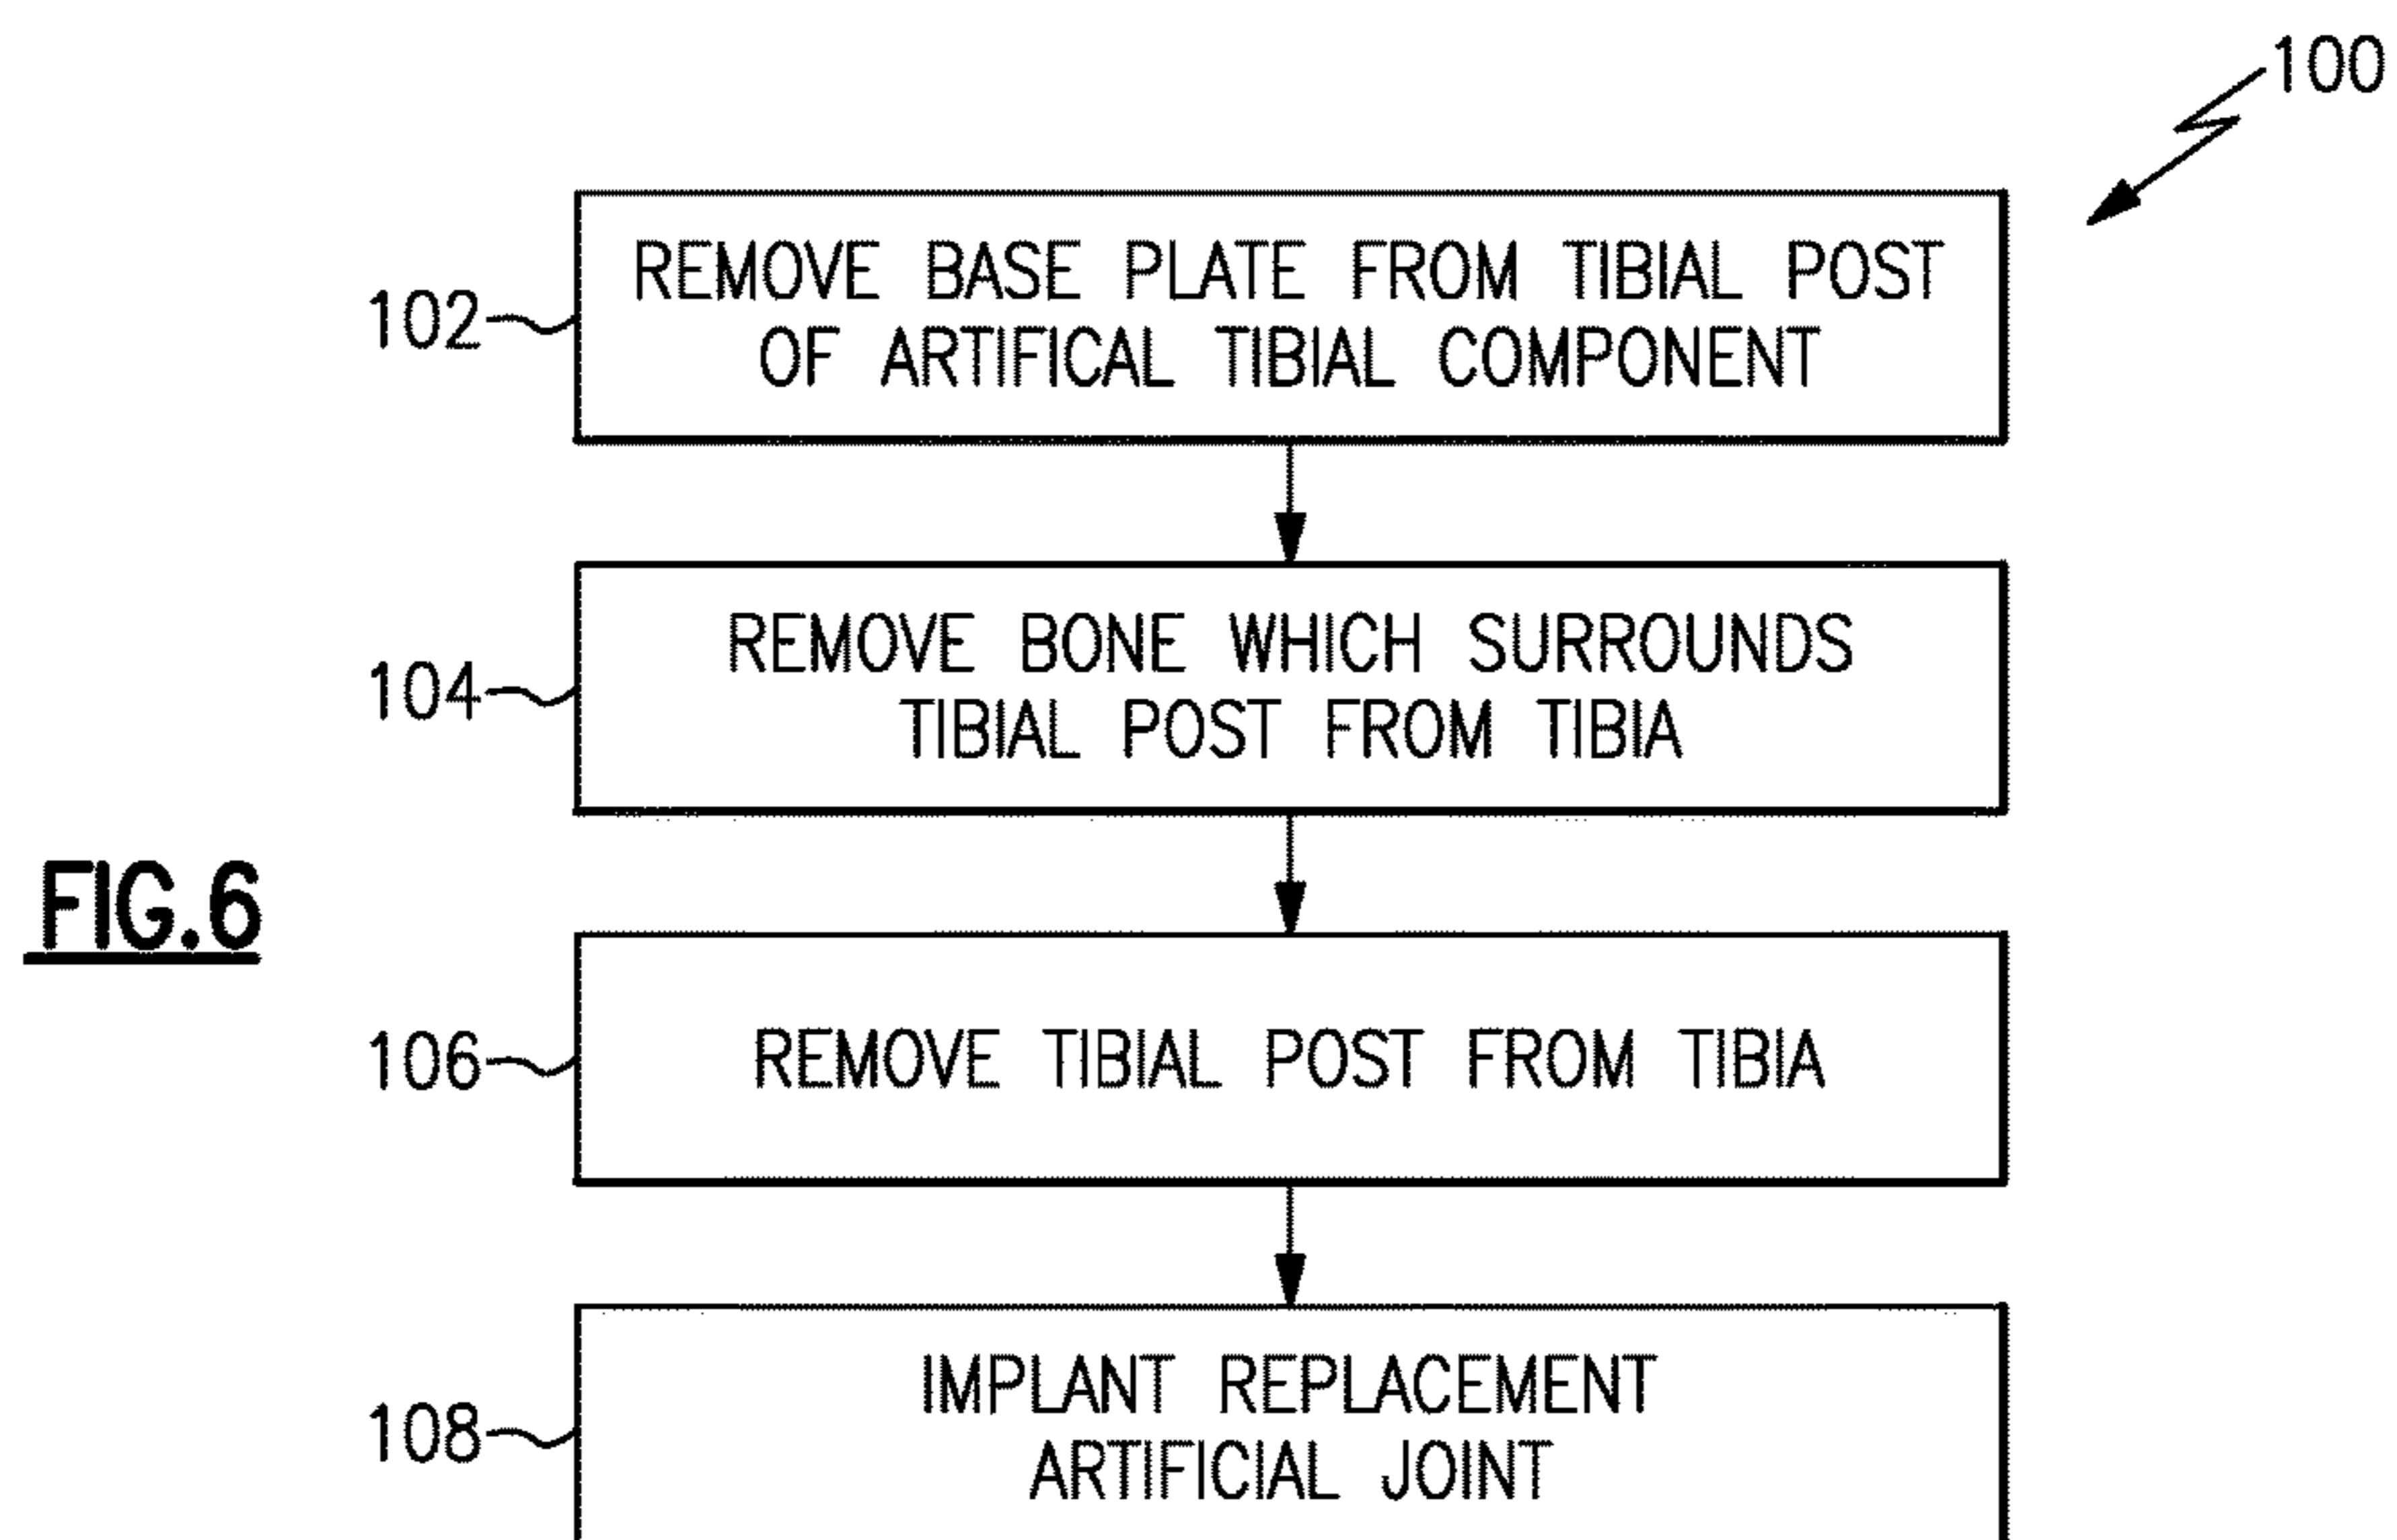 100
REMOVE BASE PLATE FROM TIBIAL POST
OF ARTIFICAL TIBIAL COMPONENT
102
REMOVE BONE WHICH SURROUNDS
TIBIAL POST FROM TIBIA
104
FIG.6
REMOVE TIBIAL POST FROM TIBIA
106
IMPLANT REPLACEMENT
ARTIFICIAL JOINT
108